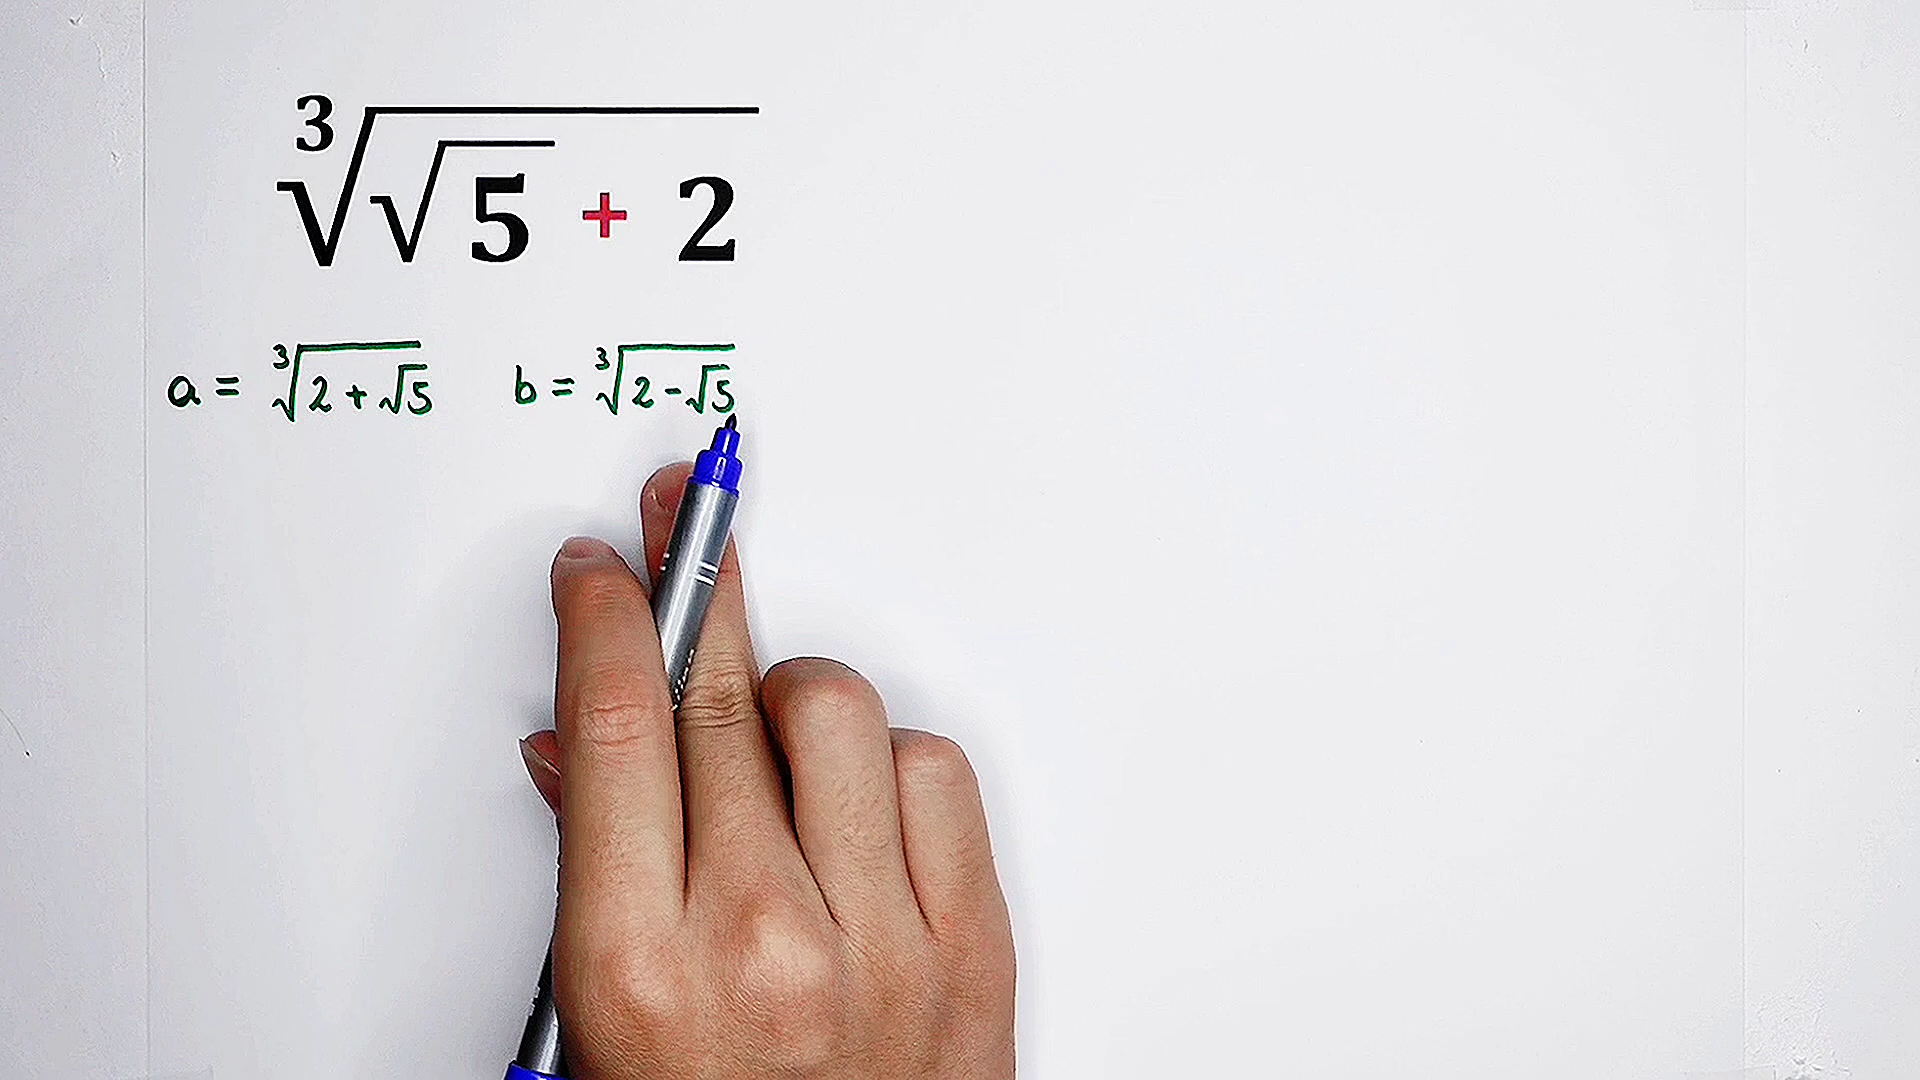 ∛(√5 + 2)
a = ∛(2 + √5) b = ∛(2 - √5)